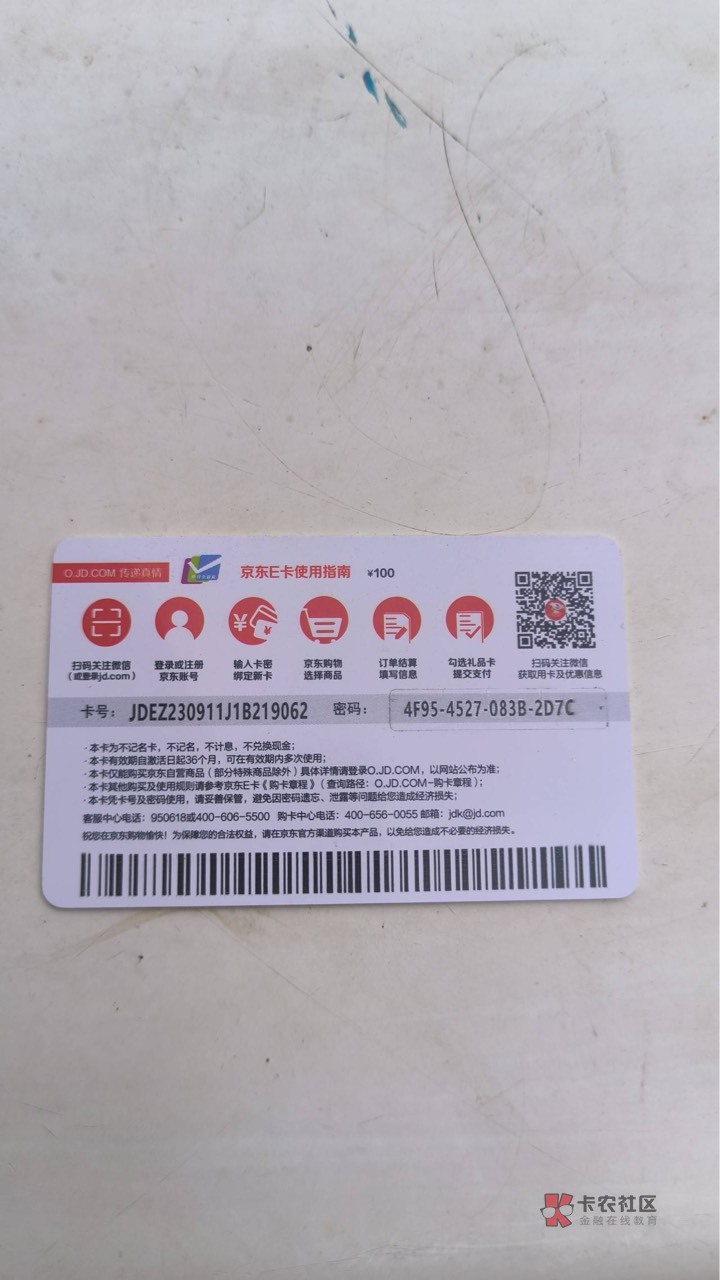 O.JD.COM 传递真情
京东E卡使用指南 ¥100
扫码关注微信
(或登录jd.com)
登录或注册
京东账号
输入卡密
绑定新卡
京东购物
选择商品
订单结算
填写信息
勾选礼品卡
提交支付
扫码关注微信
获取用卡及优惠信息
卡号: JDEZ230911J1B219062 密码: 4F95-4527-083B-2D7C
·本卡为不记名卡，不记名，不计息，不兑换现金；
·本卡有效期自激活日起36个月，可在有效期内多次使用；
·本卡仅能购买京东自营商品（部分特殊商品除外）具体详情请登录O.JD.COM，以网站公布为准；
·本卡其他购买及使用规则请参考京东E卡《购卡章程》（查询路径：O.JD.COM-购卡章程）；
·本卡凭卡号及密码使用，请妥善保管，避免因密码遗忘、泄露等问题给您造成经济损失；
客服中心电话：950618或400-606-5500 购卡中心电话：400-656-0055 邮箱：jdk@jd.com
祝您在京东购物愉快！为保障您的合法权益，请在京东官方渠道购买本产品，以免给您造成不必要的经济损失。
卡农社区
金融在线教育